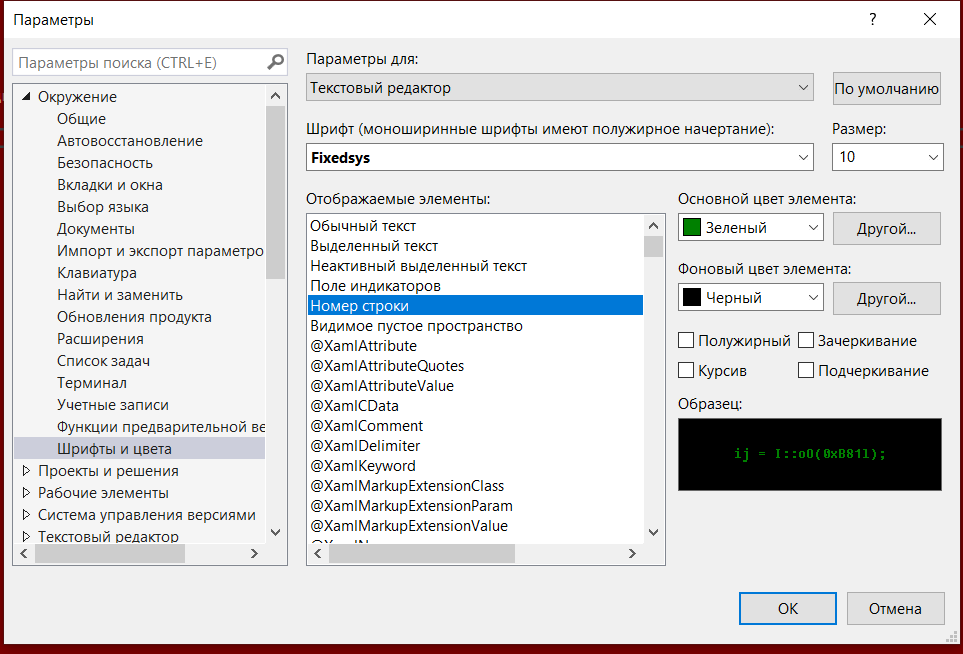 Параметры
?
Параметры поиска (CTRL+E)
Окружение
Общие
Автовосстановление
Безопасность
Вкладки и окна
Выбор языка
Документы
Импорт и экспорт параметро
Клавиатура
Найти и заменить
Обновления продукта
Расширения
Список задач
Терминал
Учетные записи
Функции предварительной ве
Шрифты и цвета
Проекты и решения
Рабочие элементы
Система управления версиями
Текстовый редактор
Параметры для:
Текстовый редактор
По умолчанию
Шрифт (моноширинные шрифты имеют полужирное начертание):
Размер:
Fixedsys
10
Отображаемые элементы:
Обычный текст
Выделенный текст
Неактивный выделенный текст
Поле индикаторов
Номер строки
Видимое пустое пространство
@XamlAttribute
@XamlAttributeQuotes
@XamlAttributeValue
@XamlCData
@XamlComment
@XamlDelimiter
@XamlKeyword
@XamlMarkupExtensionClass
@XamlMarkupExtensionParam
@XamlMarkupExtensionValue
Основной цвет элемента:
Зеленый
Другой...
Фоновый цвет элемента:
Черный
Другой...
Полужирный
Зачеркивание
Курсив
Подчеркивание
Образец:
ij = I::oO(0xB81l);
ОК
Отмена